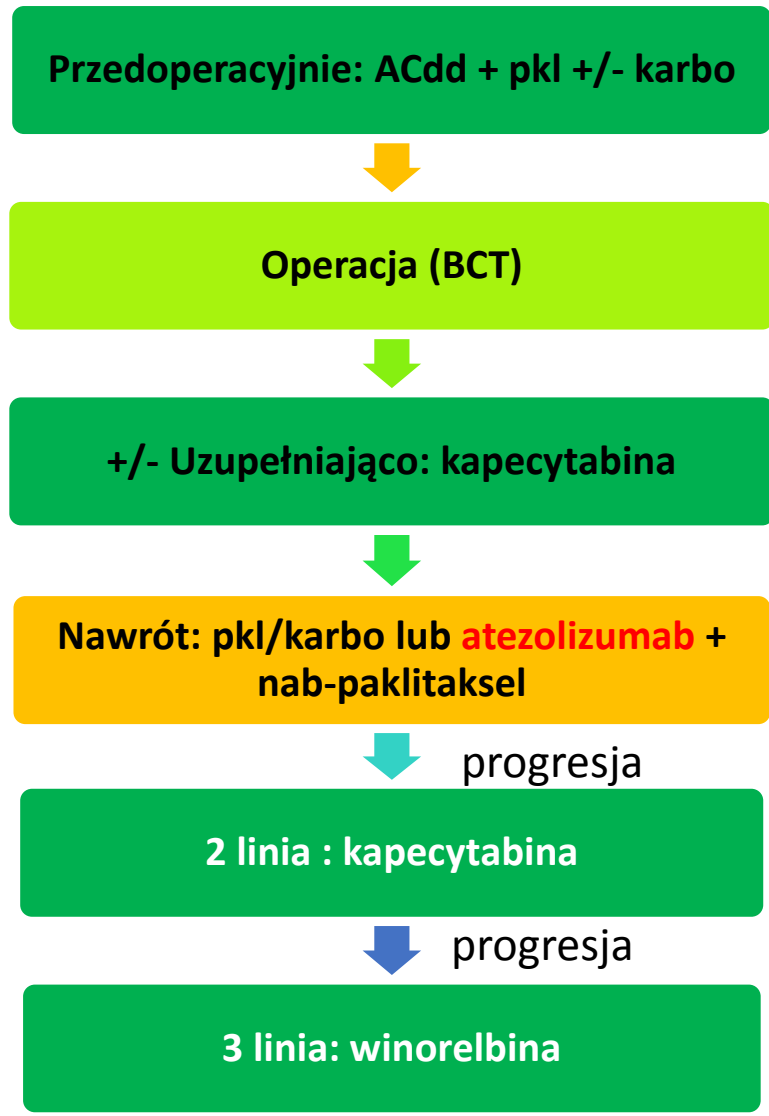 Przedoperacyjnie: ACdd + pkl +/- karbo
Operacja (BCT)
+/- Uzupełniająco: kapecytabina
Nawrót: pkl/karbo lub atezolizumab +
nab-paklitaksel
progresja
2 linia : kapecytabina
progresja
3 linia: winorelbina